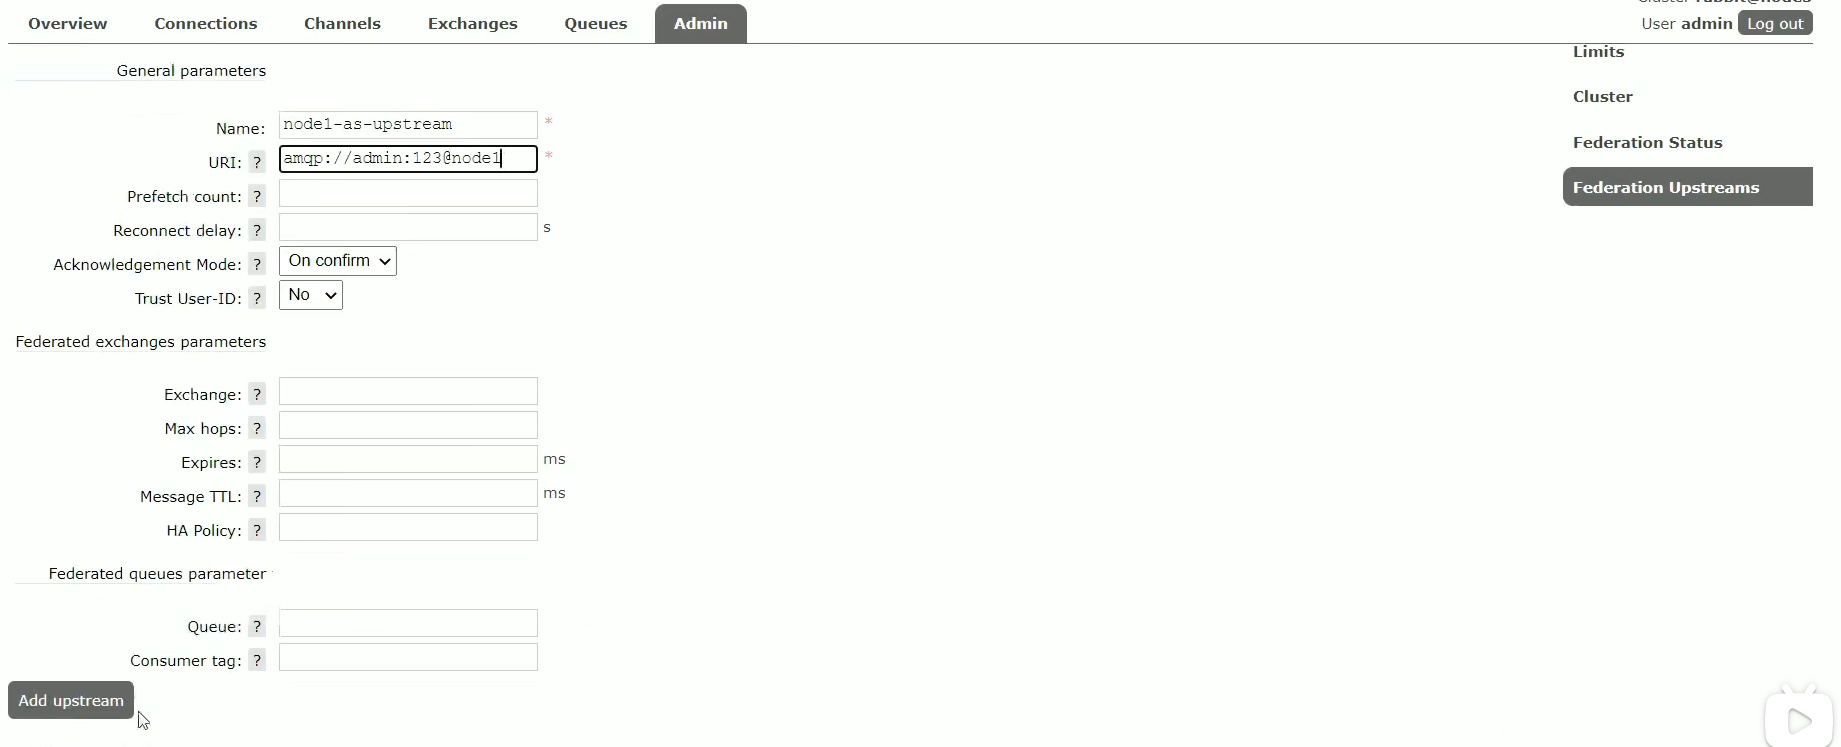 Overview Connections Channels Exchanges Queues Admin
User admin Log out
Limits
Cluster
Federation Status
Federation Upstreams
General parameters
Name: node1-as-upstream *
URI: ? amqp://admin:123@node1 *
Prefetch count: ?
Reconnect delay: ? s
Acknowledgement Mode: ? On confirm
Trust User-ID: ? No
Federated exchanges parameters
Exchange: ?
Max hops: ?
Expires: ? ms
Message TTL: ? ms
HA Policy: ?
Federated queues parameter
Queue: ?
Consumer tag: ?
Add upstream